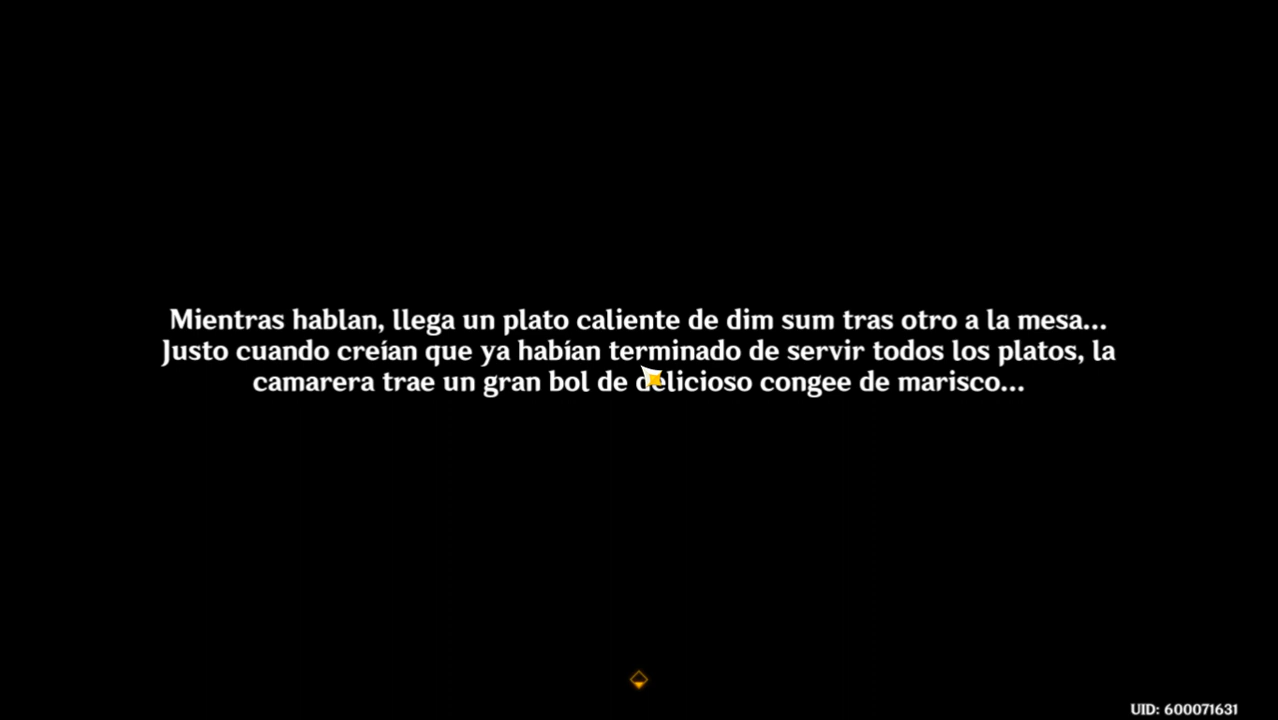 Mientras hablan, llega un plato caliente de dim sum tras otro a la mesa...
Justo cuando creían que ya habían terminado de servir todos los platos, la
camarera trae un gran bol de delicioso congee de marisco...
UID: 600071631